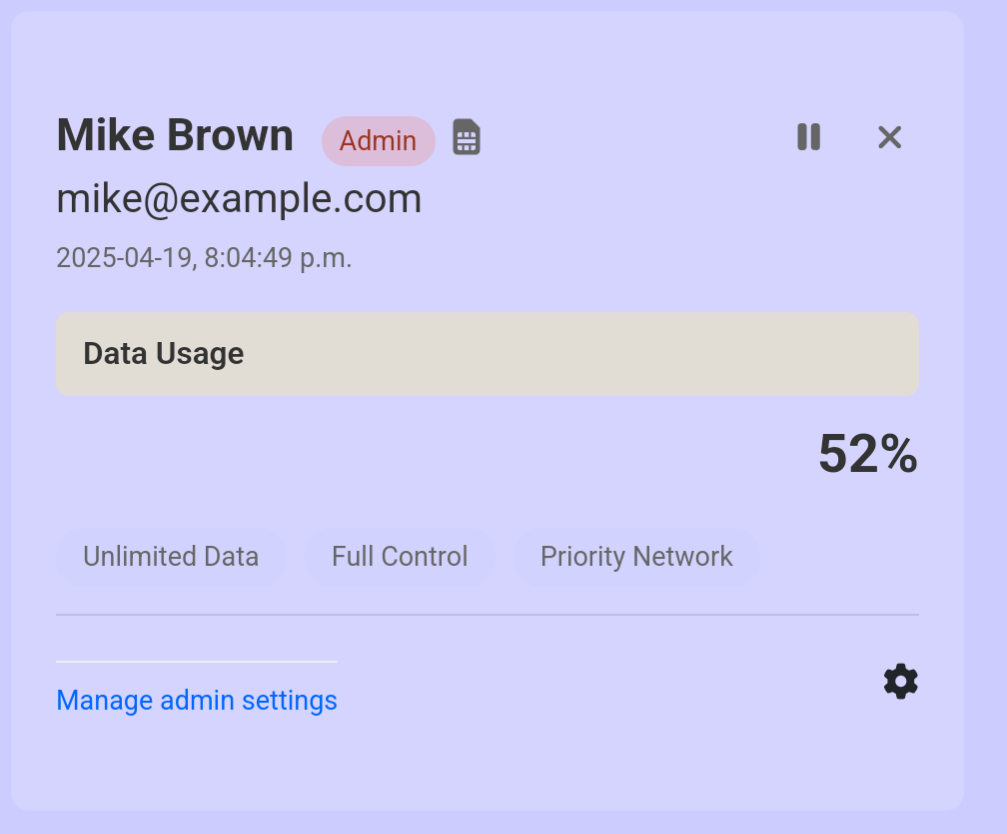 Mike Brown Admin
mike@example.com
2025-04-19, 8:04:49 p.m.
Data Usage
52%
Unlimited Data Full Control Priority Network
Manage admin settings